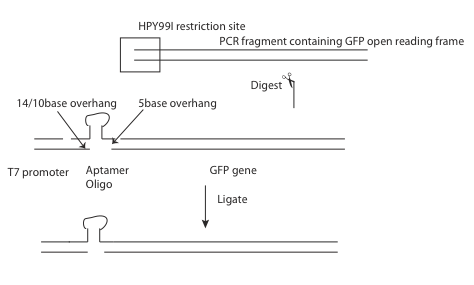 HPY99I restriction site
PCR fragment containing GFP open reading frame
Digest
14/10base overhang
5base overhang
T7 promoter
Aptamer
Oligo
GFP gene
Ligate